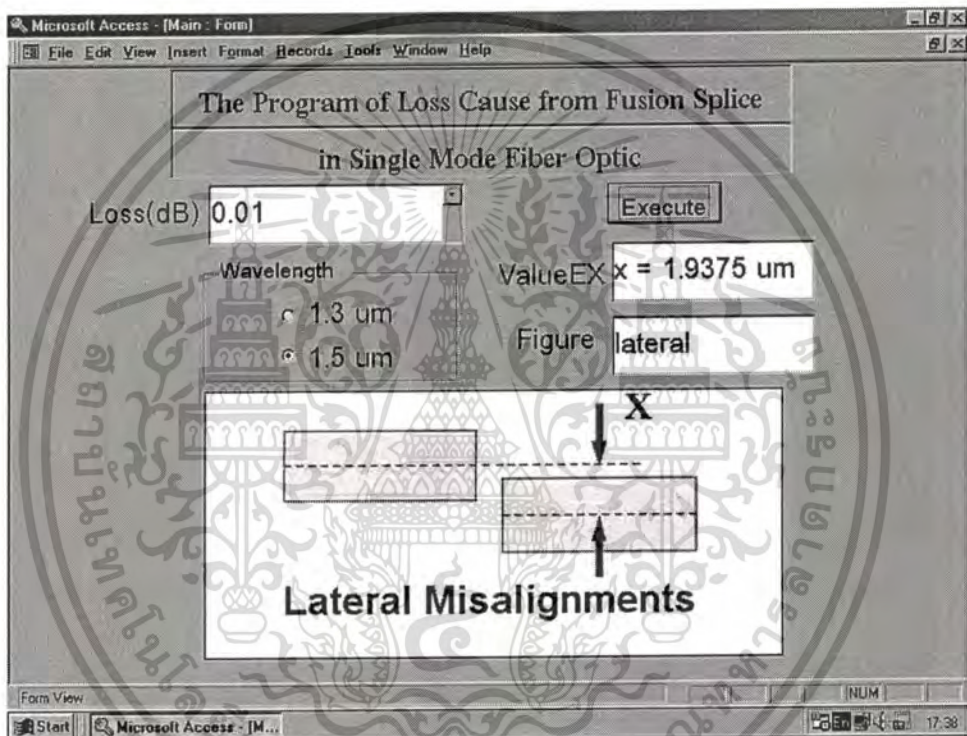 Microsoft Access - [Main : Form]
File Edit View Insert Format Records Tools Window Help
The Program of Loss Cause from Fusion Splice
in Single Mode Fiber Optic
Loss(dB) 0.01
Execute
Wavelength
1.3 um
1.5 um
ValueEX x = 1.9375 um
Figure lateral
X
Lateral Misalignments
Form View
NUM
Start Microsoft Access - [M...
En 17:38